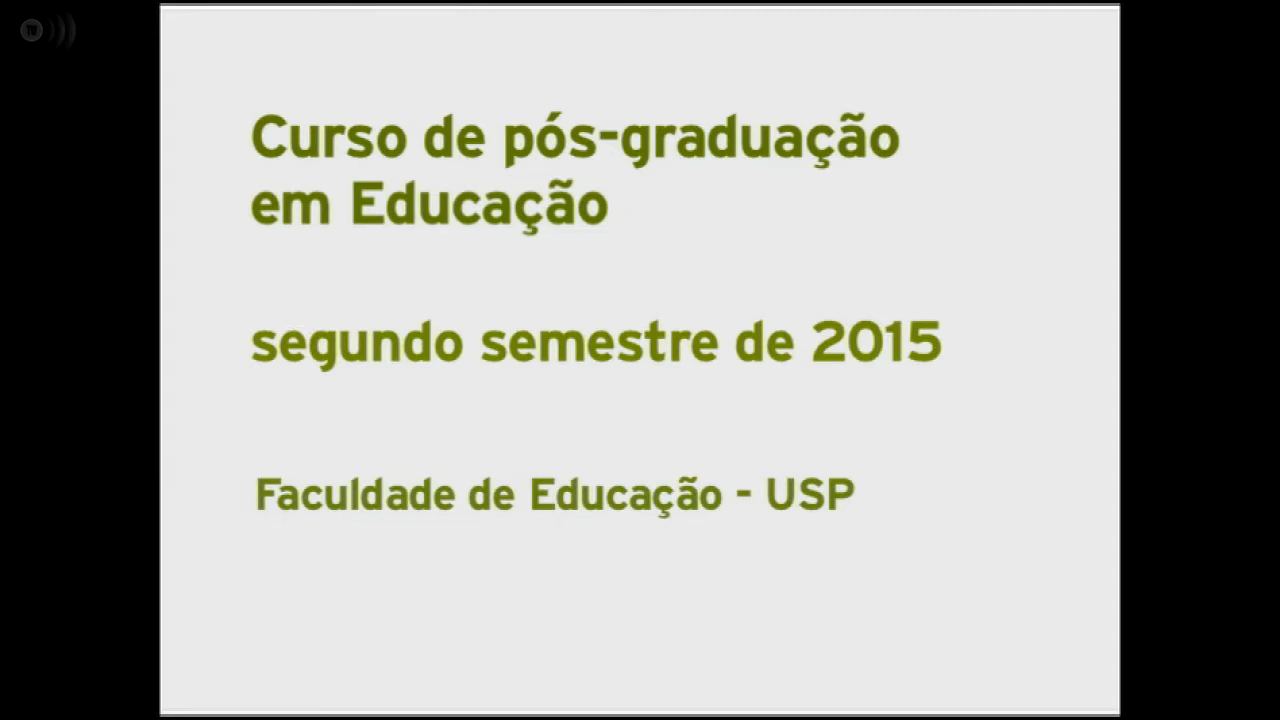 Curso de pós-graduação
em Educação
segundo semestre de 2015
Faculdade de Educação - USP